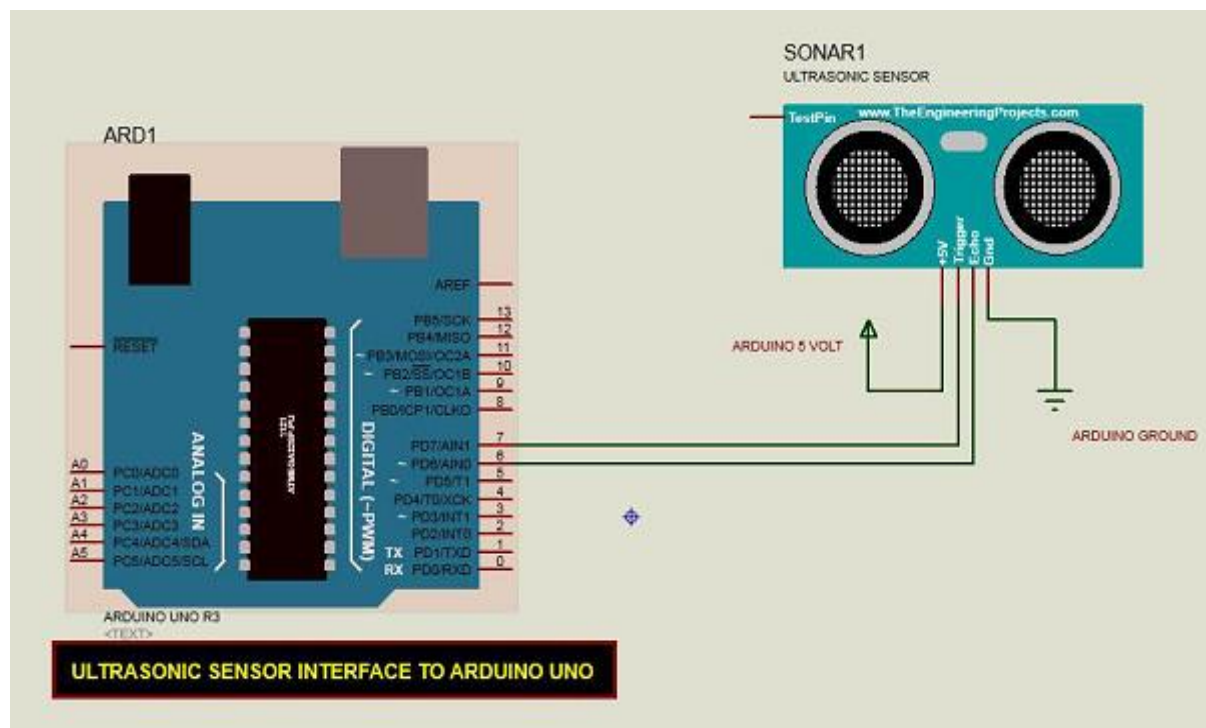 SONAR1
ULTRASONIC SENSOR
TestPin
www.TheEngineeringProjects.com
+5V
Trigger
Echo
Gnd
ARDUINO 5 VOLT
ARDUINO GROUND
ARD1
AREF
RESET
PB5/SCK 13
PB4/MISO 12
~ PB3/MOSI/OC2A 11
~ PB2/SS/OC1B 10
~ PB1/OC1A 9
PB0/ICP1/CLKO 8
PD7/AIN1 7
~ PD6/AIN0 6
~ PD5/T1 5
PD4/T0/XCK 4
~ PD3/INT1 3
PD2/INT0 2
TX PD1/TXD 1
RX PD0/RXD 0
DIGITAL (~PWM)
ANALOG IN
A0 PC0/ADC0
A1 PC1/ADC1
A2 PC2/ADC2
A3 PC3/ADC3
A4 PC4/ADC4/SDA
A5 PC5/ADC5/SCL
ARDUINO UNO R3
<TEXT>
ULTRASONIC SENSOR INTERFACE TO ARDUINO UNO